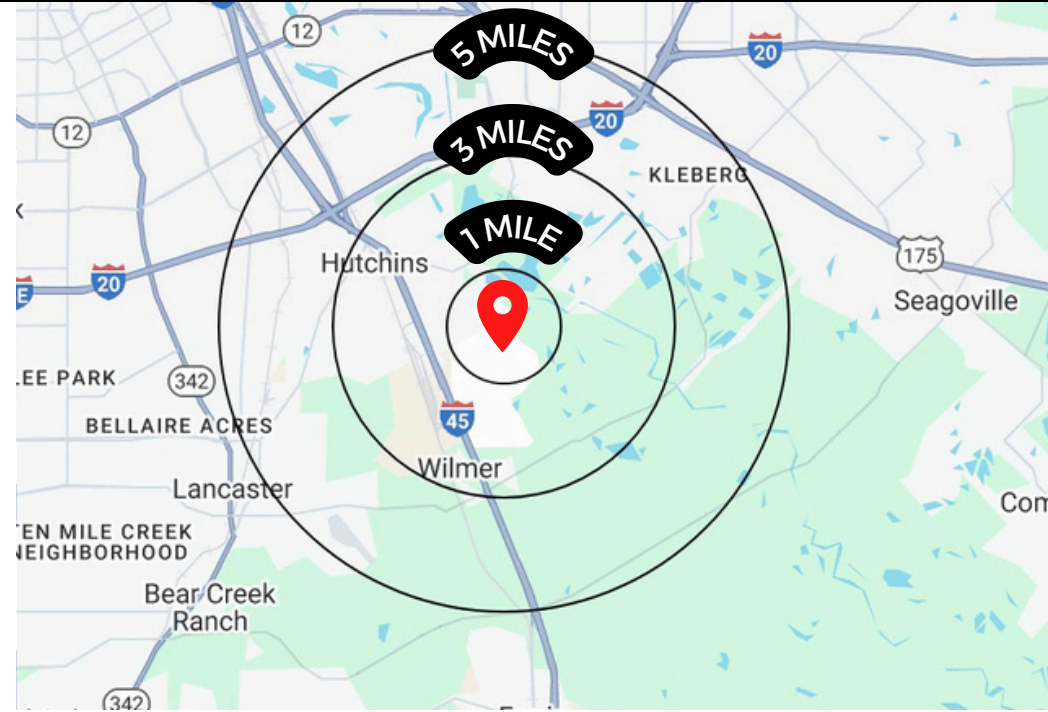 12
5 MILES
20
12
20
3 MILES
KLEBERG
1 MILE
175
Hutchins
20
Seagoville
LEE PARK
342
45
BELLAIRE ACRES
Wilmer
Lancaster
TEN MILE CREEK
NEIGHBORHOOD
Bear Creek
Ranch
342